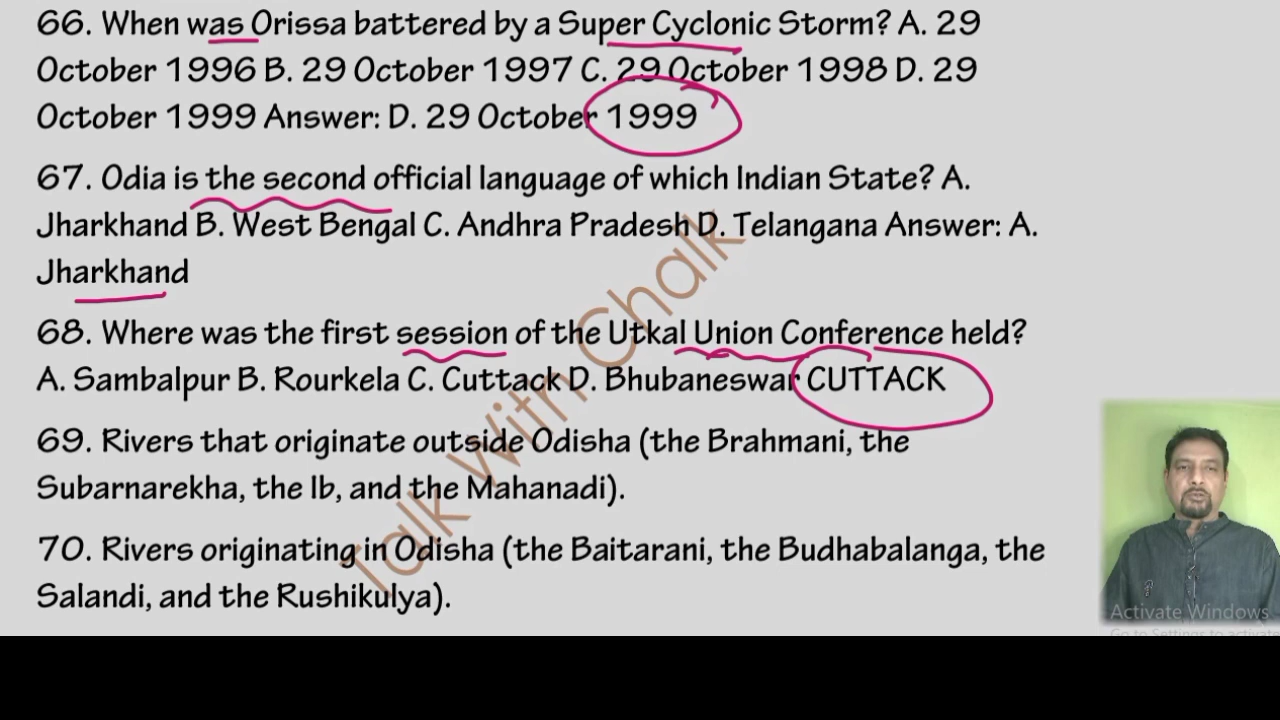 66. When was Orissa battered by a Super Cyclonic Storm? A. 29
October 1996 B. 29 October 1997 C. 29 October 1998 D. 29
October 1999 Answer: D. 29 October 1999
67. Odia is the second official language of which Indian State? A.
Jharkhand B. West Bengal C. Andhra Pradesh D. Telangana Answer: A.
Jharkhand
68. Where was the first session of the Utkal Union Conference held?
A. Sambalpur B. Rourkela C. Cuttack D. Bhubaneswar CUTTACK
69. Rivers that originate outside Odisha (the Brahmani, the
Subarnarekha, the Ib, and the Mahanadi).
70. Rivers originating in Odisha (the Baitarani, the Budhabalanga, the
Salandi, and the Rushikulya).
Talk With Chalk
Activate Windows
Go to Settings to activate